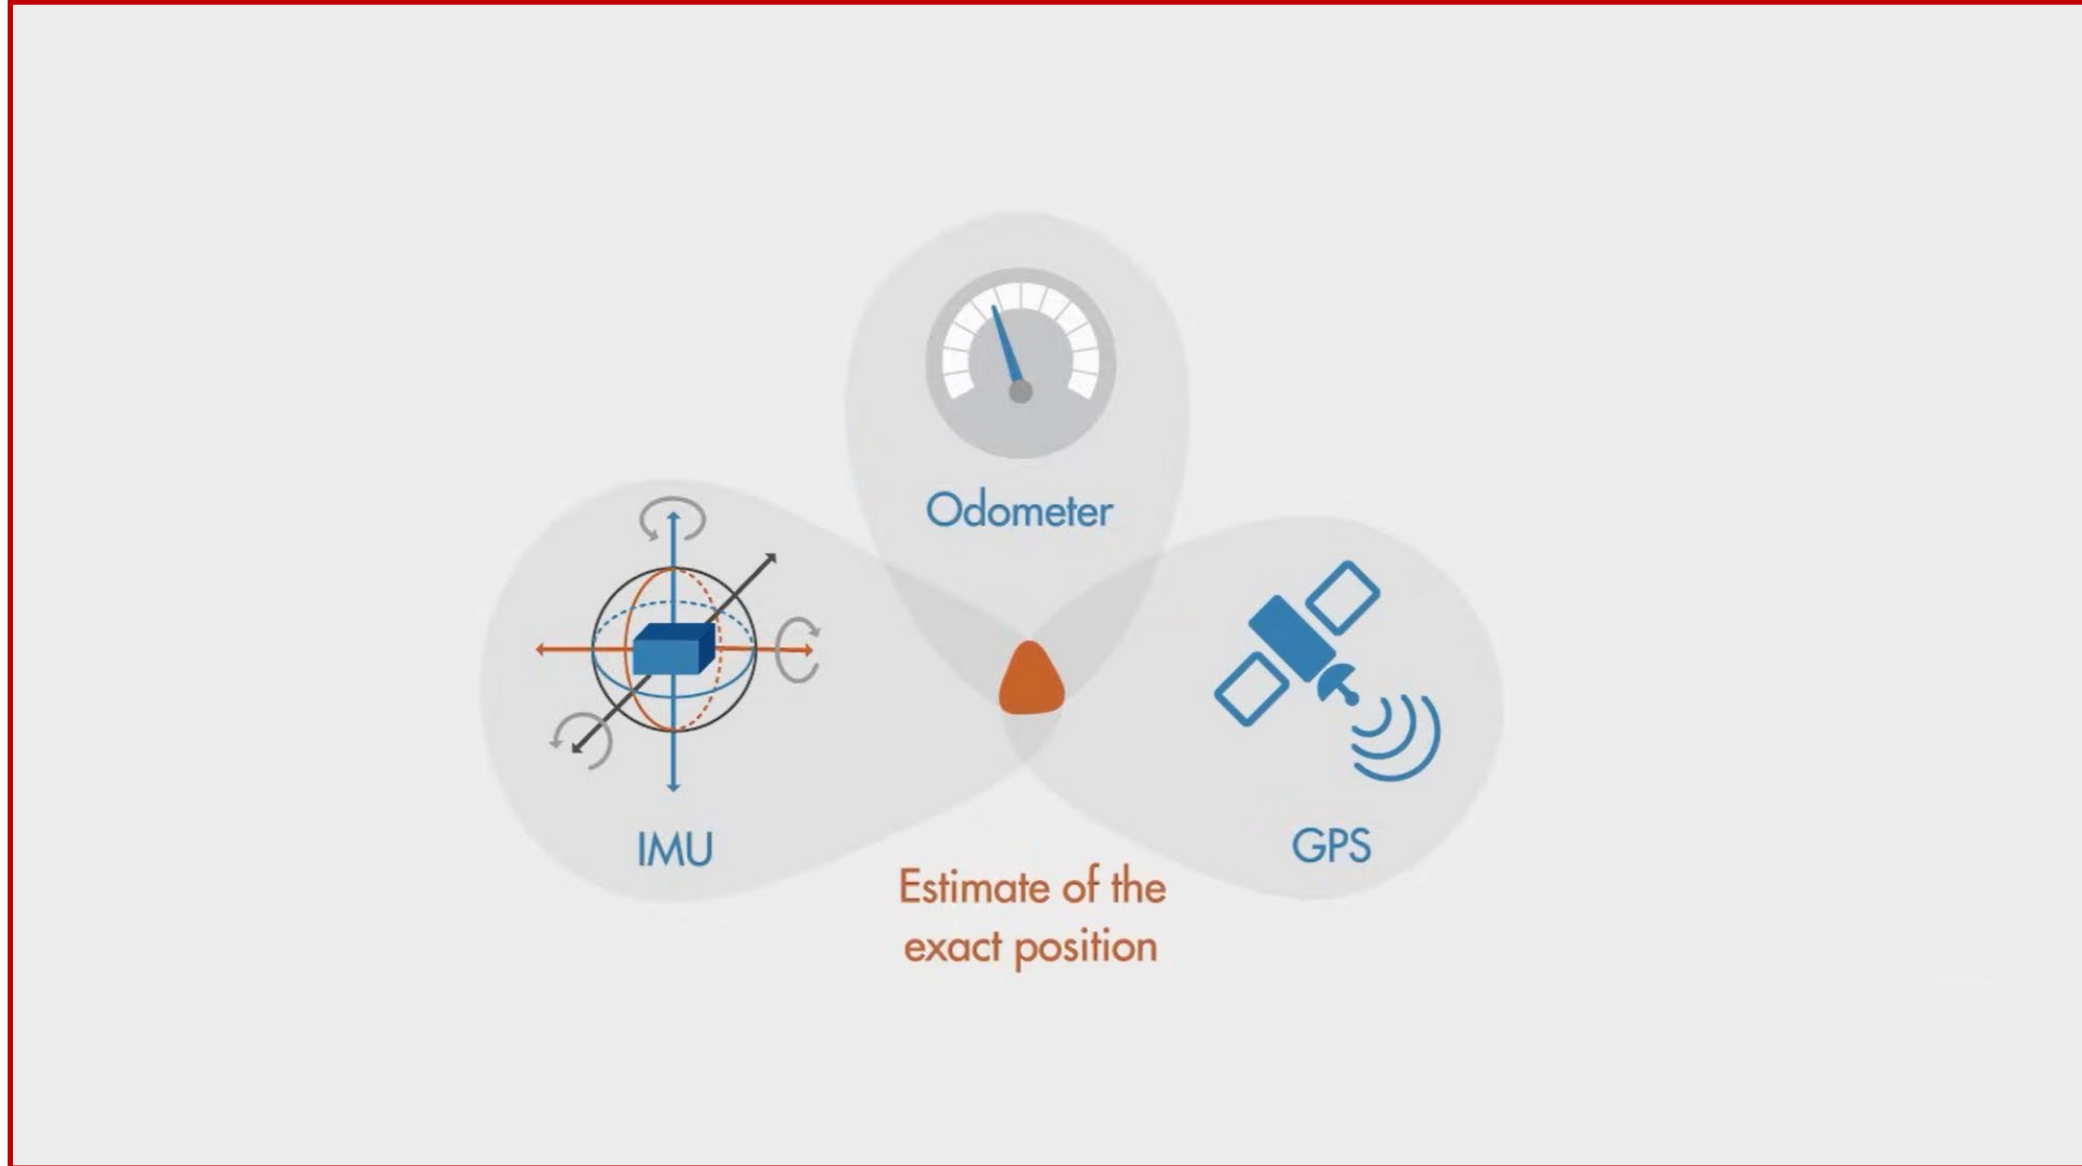 Odometer
IMU
GPS
Estimate of the
exact position